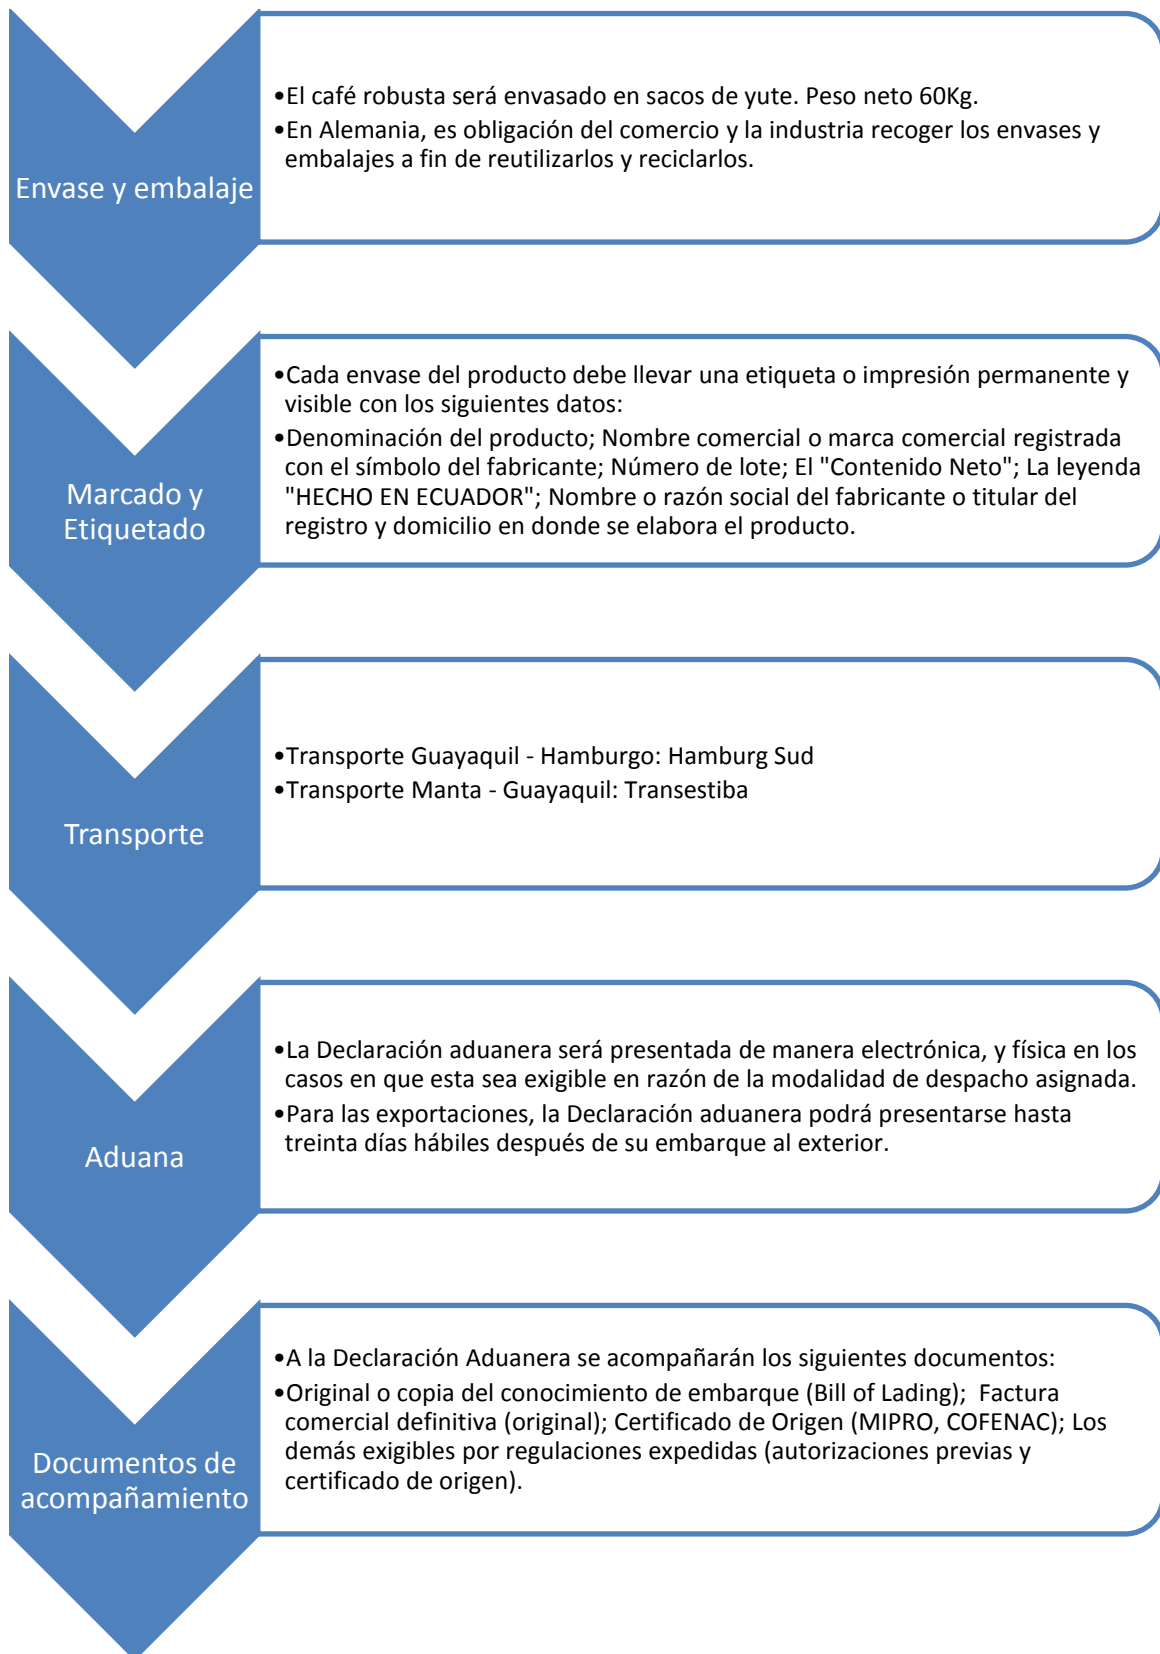 Envase y embalaje
•El café robusta será envasado en sacos de yute. Peso neto 60Kg.
•En Alemania, es obligación del comercio y la industria recoger los envases y
embalajes a fin de reutilizarlos y reciclarlos.
Marcado y
Etiquetado
•Cada envase del producto debe llevar una etiqueta o impresión permanente y
visible con los siguientes datos:
•Denominación del producto; Nombre comercial o marca comercial registrada
con el símbolo del fabricante; Número de lote; El "Contenido Neto"; La leyenda
"HECHO EN ECUADOR"; Nombre o razón social del fabricante o titular del
registro y domicilio en donde se elabora el producto.
Transporte
•Transporte Guayaquil - Hamburgo: Hamburg Sud
•Transporte Manta - Guayaquil: Transestiba
Aduana
•La Declaración aduanera será presentada de manera electrónica, y física en los
casos en que esta sea exigible en razón de la modalidad de despacho asignada.
•Para las exportaciones, la Declaración aduanera podrá presentarse hasta
treinta días hábiles después de su embarque al exterior.
Documentos de
acompañamiento
•A la Declaración Aduanera se acompañarán los siguientes documentos:
•Original o copia del conocimiento de embarque (Bill of Lading);  Factura
comercial definitiva (original); Certificado de Origen (MIPRO, COFENAC); Los
demás exigibles por regulaciones expedidas (autorizaciones previas y
certificado de origen).